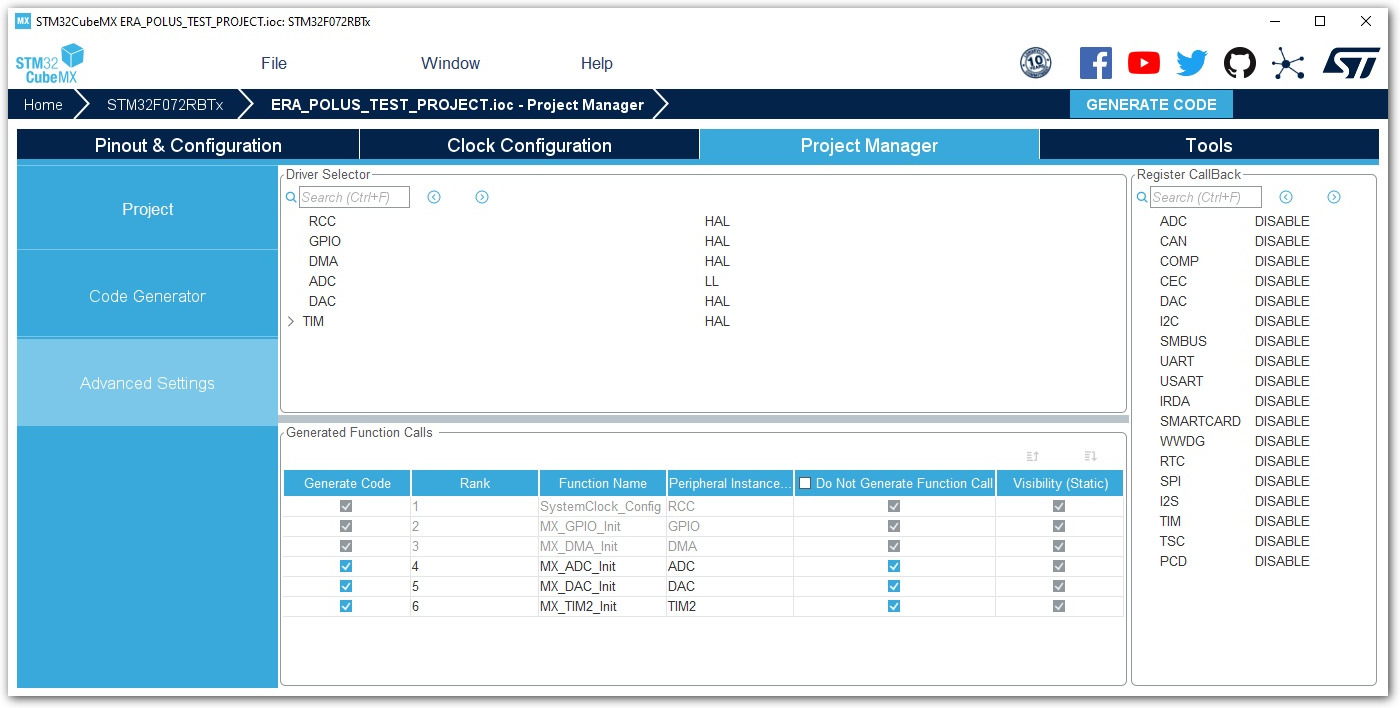 MX STM32CubeMX ERA_POLUS_TEST_PROJECT.ioc: STM32F072RBTx
STM32
CubeMX
File Window Help
10
ST
Home STM32F072RBTx ERA_POLUS_TEST_PROJECT.ioc - Project Manager GENERATE CODE
Pinout & Configuration Clock Configuration Project Manager Tools
Project
Code Generator
Advanced Settings
Driver Selector
Search (Ctrl+F)
RCC HAL
GPIO HAL
DMA HAL
ADC LL
DAC HAL
TIM HAL
Generated Function Calls
Generate Code Rank Function Name Peripheral Instance... Do Not Generate Function Call Visibility (Static)
1 SystemClock_Config RCC
2 MX_GPIO_Init GPIO
3 MX_DMA_Init DMA
4 MX_ADC_Init ADC
5 MX_DAC_Init DAC
6 MX_TIM2_Init TIM2
Register CallBack
Search (Ctrl+F)
ADC DISABLE
CAN DISABLE
COMP DISABLE
CEC DISABLE
DAC DISABLE
I2C DISABLE
SMBUS DISABLE
UART DISABLE
USART DISABLE
IRDA DISABLE
SMARTCARD DISABLE
WWDG DISABLE
RTC DISABLE
SPI DISABLE
I2S DISABLE
TIM DISABLE
TSC DISABLE
PCD DISABLE